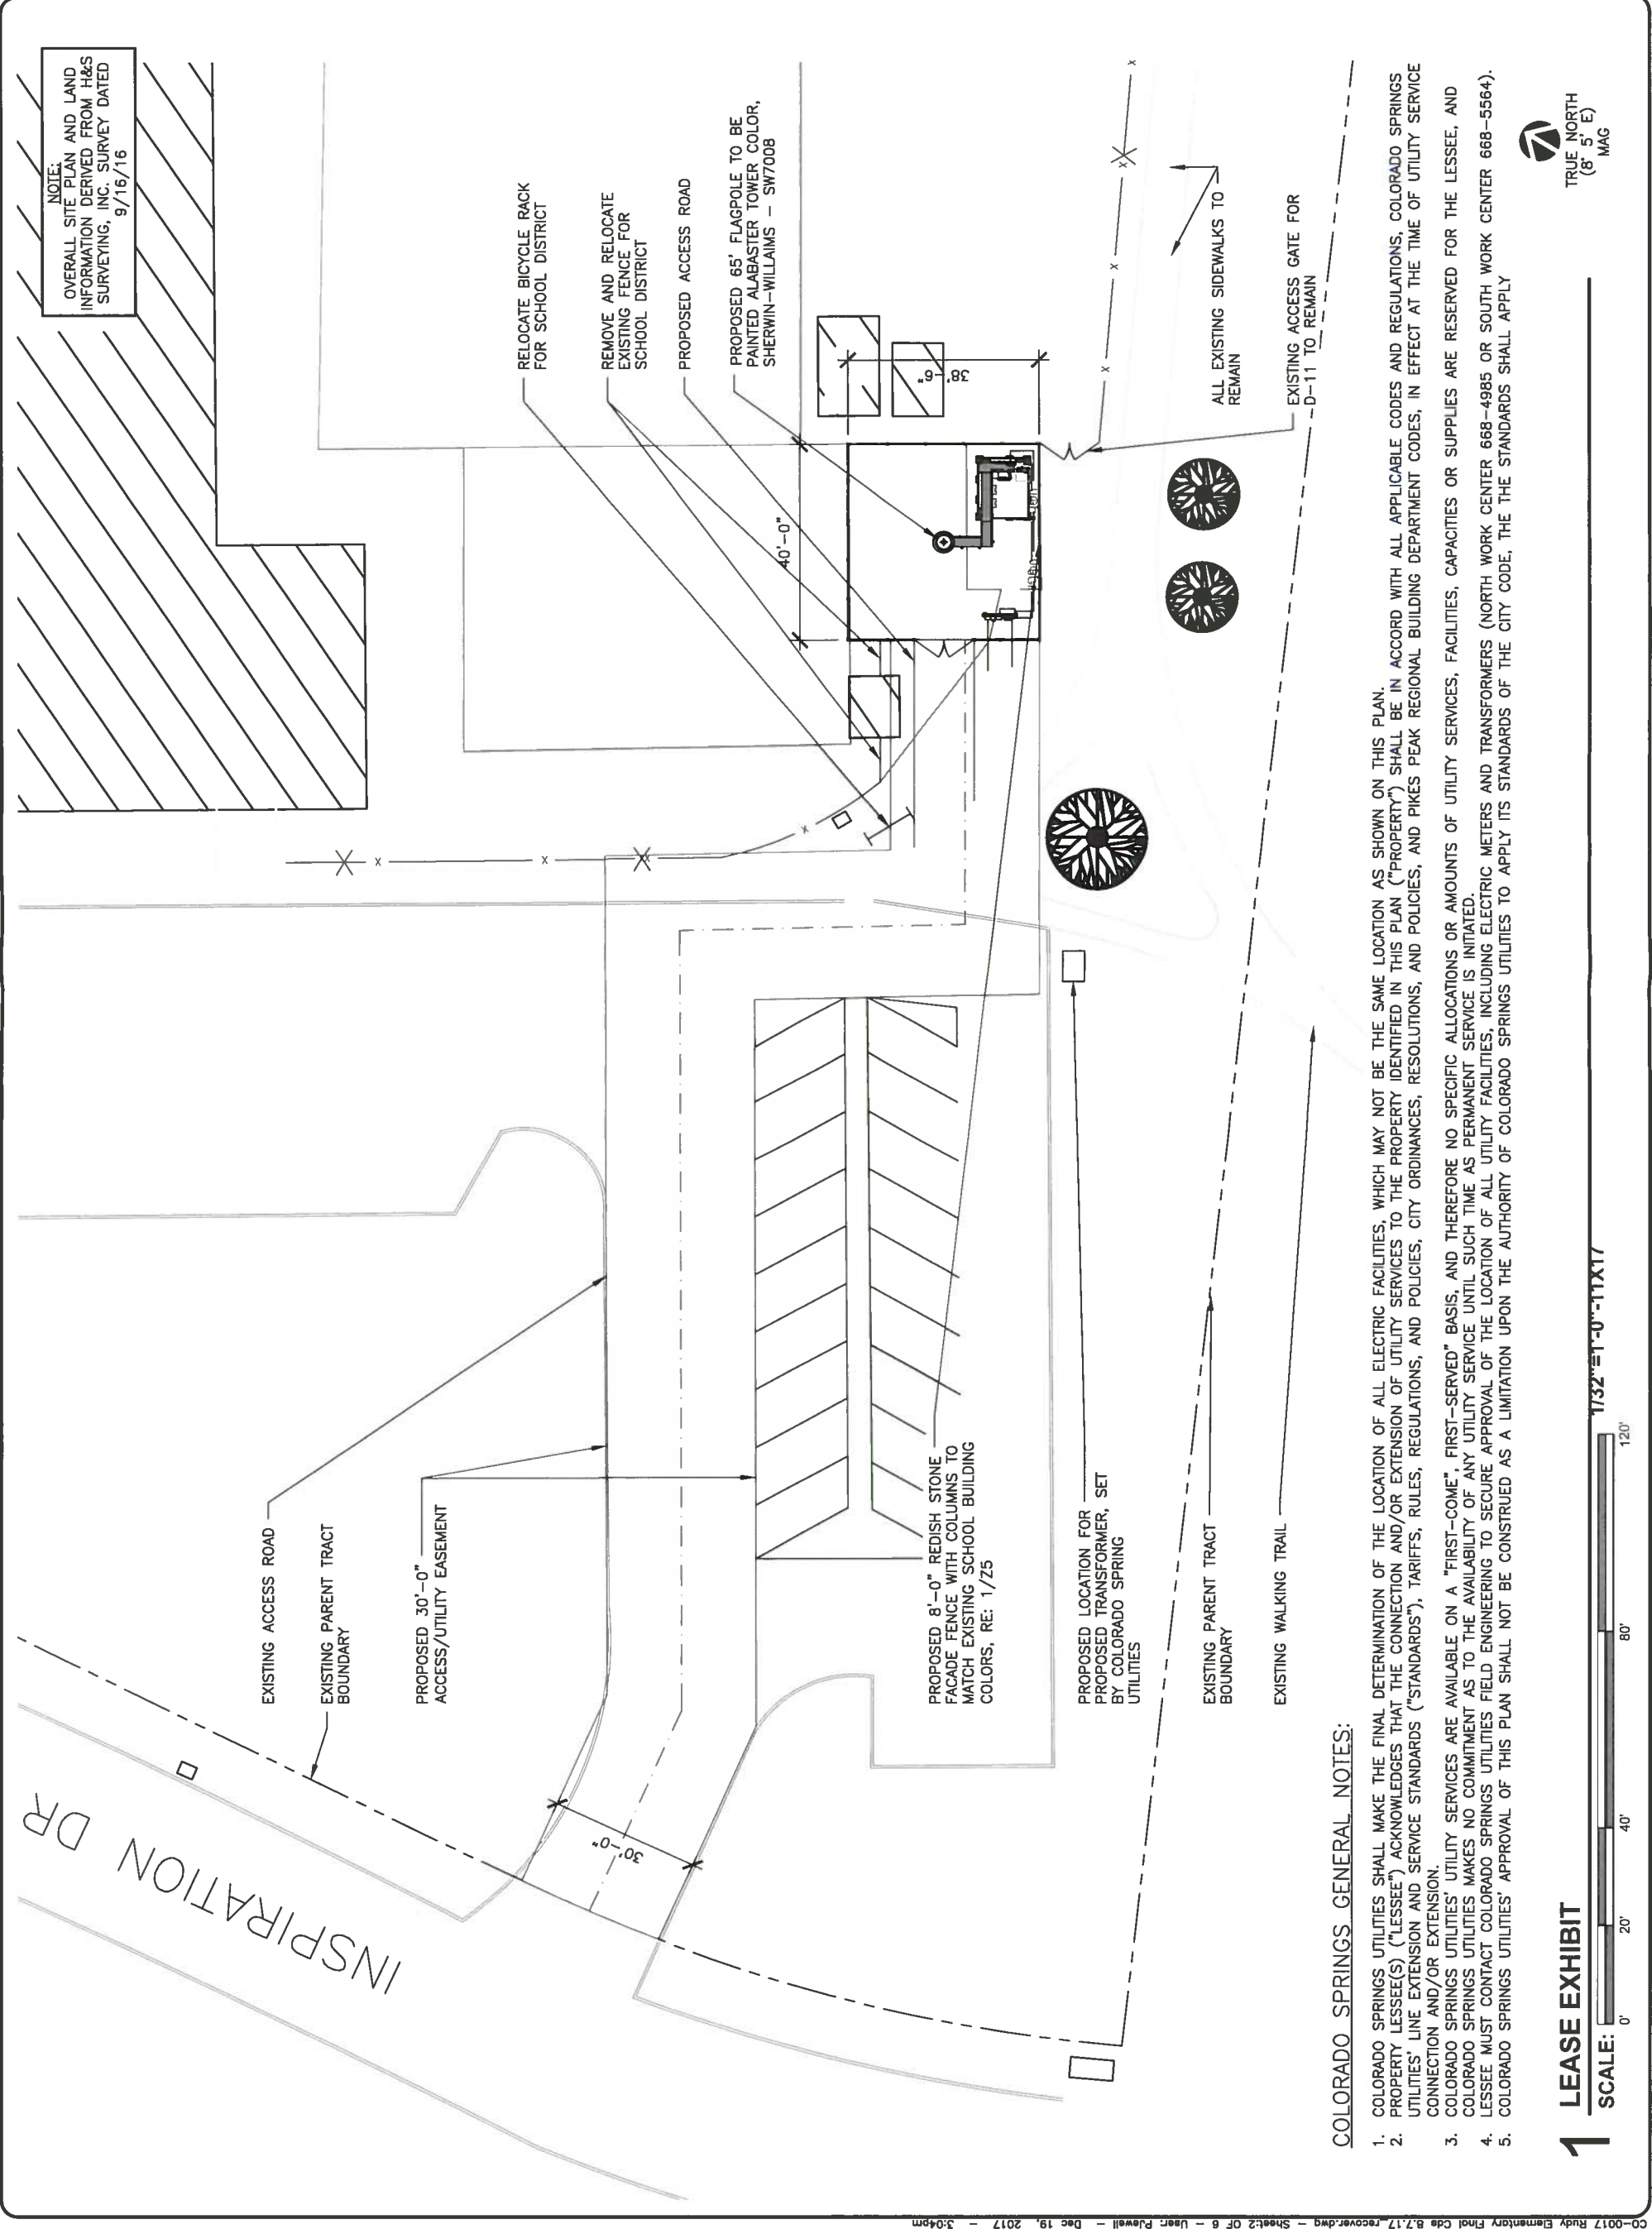 NOTE:
OVERALL SITE PLAN AND LAND
INFORMATION DERIVED FROM H&S
SURVEYING, INC. SURVEY DATED
9/16/16
RELOCATE BICYCLE RACK
FOR SCHOOL DISTRICT
REMOVE AND RELOCATE
EXISTING FENCE FOR
SCHOOL DISTRICT
PROPOSED ACCESS ROAD
PROPOSED 65' FLAGPOLE TO BE
PAINTED ALABASTER TOWER COLOR,
SHERWIN-WILLAIMS - SW7008
40'-0"
38'-6"
ALL EXISTING SIDEWALKS TO
REMAIN
EXISTING ACCESS GATE FOR
D-11 TO REMAIN
INSPIRATION DR
EXISTING ACCESS ROAD
EXISTING PARENT TRACT
BOUNDARY
PROPOSED 30'-0"
ACCESS/UTILITY EASEMENT
30'-0"
PROPOSED 8'-0" REDISH STONE
FACADE FENCE WITH COLUMNS TO
MATCH EXISTING SCHOOL BUILDING
COLORS, RE: 1/Z5
PROPOSED LOCATION FOR
PROPOSED TRANSFORMER, SET
BY COLORADO SPRING
UTILITIES
EXISTING PARENT TRACT
BOUNDARY
EXISTING WALKING TRAIL
COLORADO SPRINGS GENERAL NOTES:
1. COLORADO SPRINGS UTILITIES SHALL MAKE THE FINAL DETERMINATION OF THE LOCATION OF ALL ELECTRIC FACILITIES, WHICH MAY NOT BE THE SAME LOCATION AS SHOWN ON THIS PLAN.
2. PROPERTY LESSEE(S) ("LESSEE") ACKNOWLEDGES THAT THE CONNECTION AND/OR EXTENSION OF UTILITY SERVICES TO THE PROPERTY IDENTIFIED IN THIS PLAN ("PROPERTY") SHALL BE IN ACCORD WITH ALL APPLICABLE CODES AND REGULATIONS, COLORADO SPRINGS
UTILITIES' LINE EXTENSION AND SERVICE STANDARDS ("STANDARDS"), TARIFFS, RULES, REGULATIONS, AND POLICIES, CITY ORDINANCES, RESOLUTIONS, AND POLICIES, AND PIKES PEAK REGIONAL BUILDING DEPARTMENT CODES, IN EFFECT AT THE TIME OF UTILITY SERVICE
CONNECTION AND/OR EXTENSION.
3. COLORADO SPRINGS UTILITIES' UTILITY SERVICES ARE AVAILABLE ON A "FIRST-COME", FIRST-SERVED" BASIS, AND THEREFORE NO SPECIFIC ALLOCATIONS OR AMOUNTS OF UTILITY SERVICES, FACILITIES, CAPACITIES OR SUPPLIES ARE RESERVED FOR THE LESSEE, AND
COLORADO SPRINGS UTILITIES MAKES NO COMMITMENT AS TO THE AVAILABILITY OF ANY UTILITY SERVICE UNTIL SUCH TIME AS PERMANENT SERVICE IS INITIATED.
4. LESSEE MUST CONTACT COLORADO SPRINGS UTILITIES FIELD ENGINEERING TO SECURE APPROVAL OF THE LOCATION OF ALL UTILITY FACILITIES, INCLUDING ELECTRIC METERS AND TRANSFORMERS (NORTH WORK CENTER 668-4985 OR SOUTH WORK CENTER 668-5564).
5. COLORADO SPRINGS UTILITIES' APPROVAL OF THIS PLAN SHALL NOT BE CONSTRUED AS A LIMITATION UPON THE AUTHORITY OF COLORADO SPRINGS UTILITIES TO APPLY ITS STANDARDS OF THE CITY CODE, THE THE STANDARDS SHALL APPLY
TRUE NORTH
(8° 5' E)
MAG
1 LEASE EXHIBIT
SCALE: 1/32"=1'-0"-11X17
0' 20' 40' 80' 120'
CO-0017 Rudy Elementary Final Cds 8.7.17_recover.dwg - Sheet:2 OF 6 - User: PJewell - Dec 19, 2017 - 3:04pm